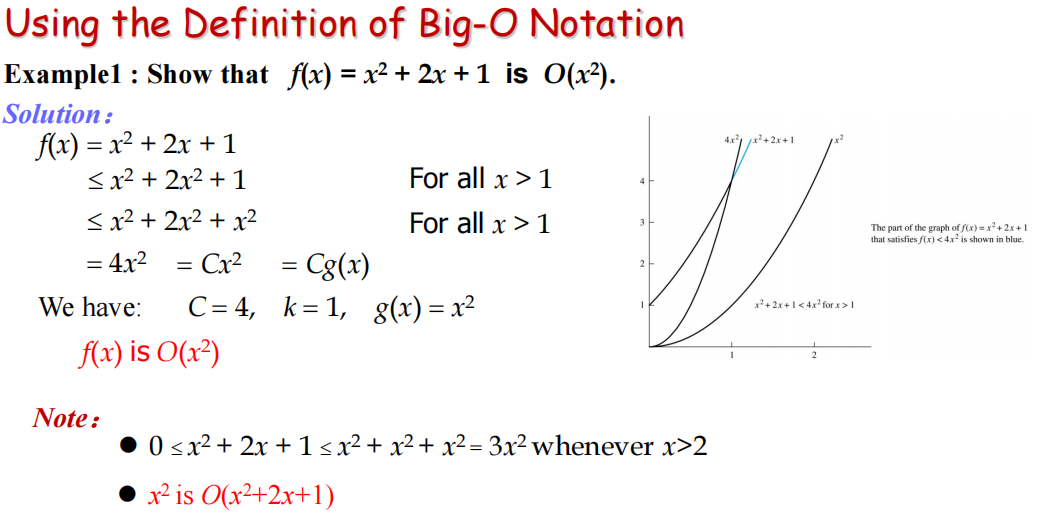 Using the Definition of Big-O Notation
Example1 : Show that f(x) = x² + 2x + 1 is O(x²).
Solution：
f(x) = x² + 2x + 1
≤ x² + 2x² + 1 For all x > 1
≤ x² + 2x² + x² For all x > 1
= 4x² = Cx² = Cg(x)
We have: C = 4, k = 1, g(x) = x²
f(x) is O(x²)
4x² x² + 2x + 1 x²
4
3
2
1
x² + 2x + 1 < 4x² for x > 1
1 2
The part of the graph of f(x) = x² + 2x + 1
that satisfies f(x) < 4x² is shown in blue.
Note：
● 0 ≤ x² + 2x + 1 ≤ x² + x² + x² = 3x² whenever x>2
● x² is O(x²+2x+1)